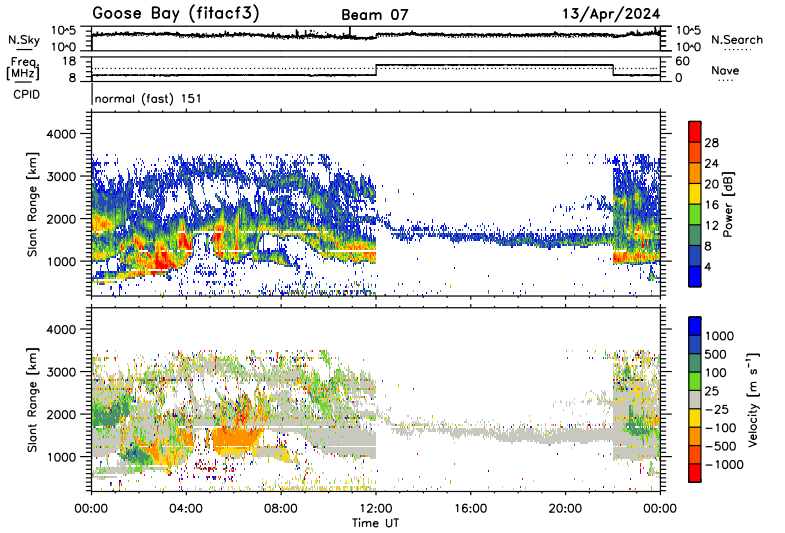 Goose Bay (fitacf3) Beam 07 13/Apr/2024
N.Sky 10^5 10^0 10^5 10^0 N.Search
Freq. [MHz] 18 8 60 0 Nave
CPID normal (fast) 151
Slant Range [km] 4000 3000 2000 1000
Power [dB] 28 24 20 16 12 8 4
Slant Range [km] 4000 3000 2000 1000
Velocity [m s⁻¹] 1000 500 100 25 −25 −100 −500 −1000
00:00 04:00 08:00 12:00 16:00 20:00 00:00
Time UT